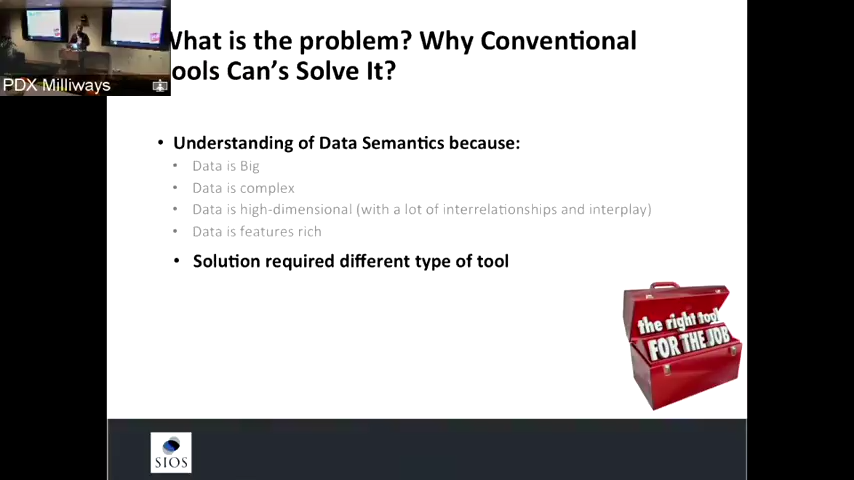 What is the problem? Why Conventional
ools Can's Solve It?
PDX Milliways
• Understanding of Data Semantics because:
• Data is Big
• Data is complex
• Data is high-dimensional (with a lot of interrelationships and interplay)
• Data is features rich
• Solution required different type of tool
the right tool
FOR THE JOB
SIOS